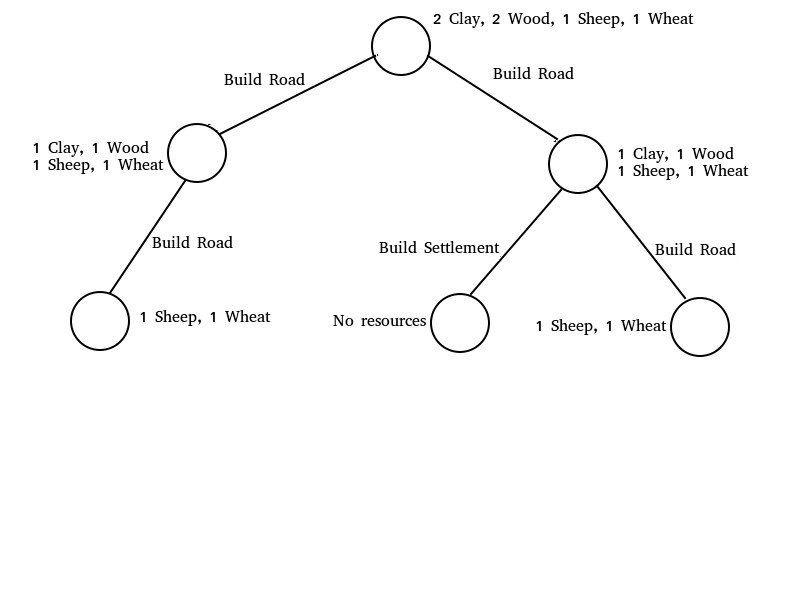 2 Clay, 2 Wood, 1 Sheep, 1 Wheat
Build Road
Build Road
1 Clay, 1 Wood
1 Sheep, 1 Wheat
1 Clay, 1 Wood
1 Sheep, 1 Wheat
Build Road
Build Settlement
Build Road
1 Sheep, 1 Wheat
No resources
1 Sheep, 1 Wheat